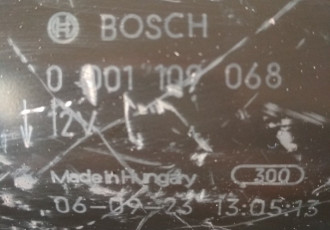 BOSCH
0 001 109 068
12V
Made in Hungary 300
06-09-23 13:05:13